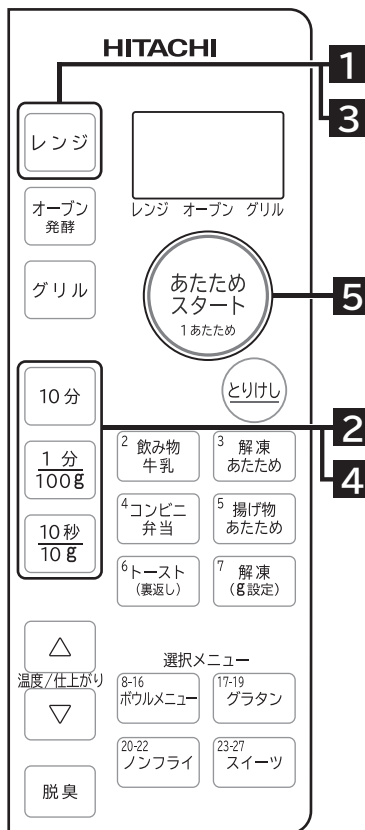 HITACHI
1
3
レンジ
レンジ オーブン グリル
オーブン
発酵
グリル
あたため
スタート
1あたため
5
とりけし
10分
2
4
1分
100g
10秒
10g
2 飲み物
牛乳
3 解凍
あたため
4コンビニ
弁当
5 揚げ物
あたため
6トースト
(裏返し)
7 解凍
(g設定)
△
温度/仕上がり
▽
選択メニュー
8-16
ボウルメニュー
17-19
グラタン
20-22
ノンフライ
23-27
スイーツ
脱臭